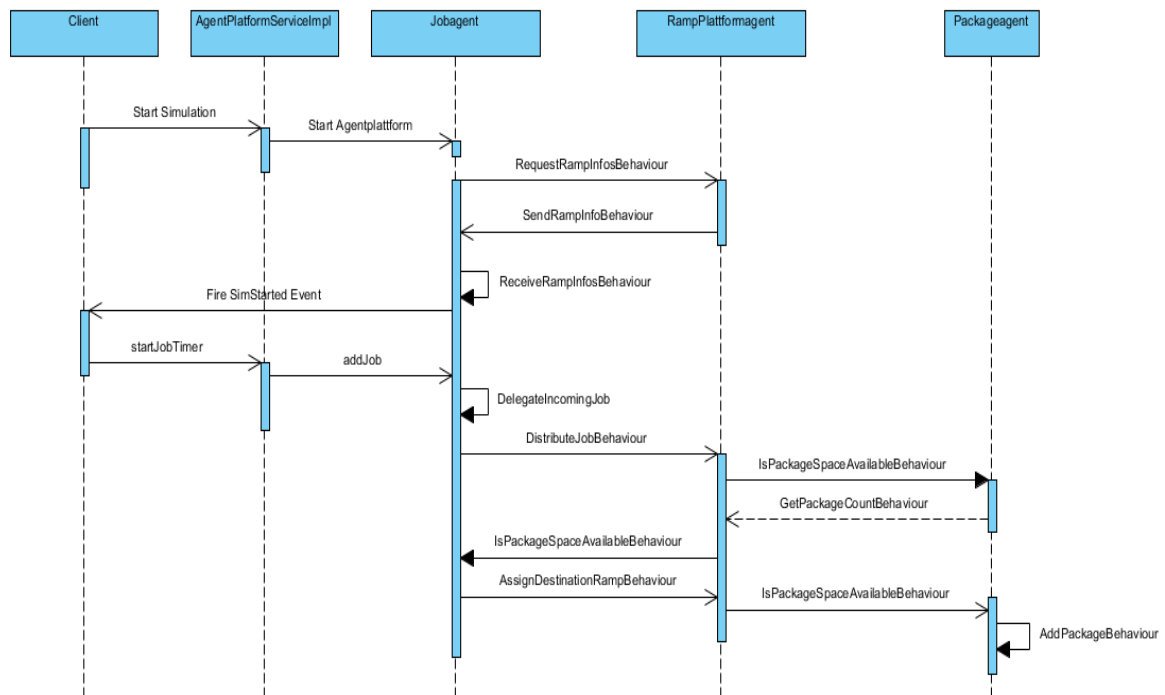 Client
AgentPlatformServiceImpl
Jobagent
RampPlattformagent
Packageagent
Start Simulation
Start Agentplattform
RequestRampInfosBehaviour
SendRampInfoBehaviour
ReceiveRampInfosBehaviour
Fire SimStarted Event
startJobTimer
addJob
DelegateIncomingJob
DistributeJobBehaviour
IsPackageSpaceAvailableBehaviour
GetPackageCountBehaviour
IsPackageSpaceAvailableBehaviour
AssignDestinationRampBehaviour
IsPackageSpaceAvailableBehaviour
AddPackageBehaviour